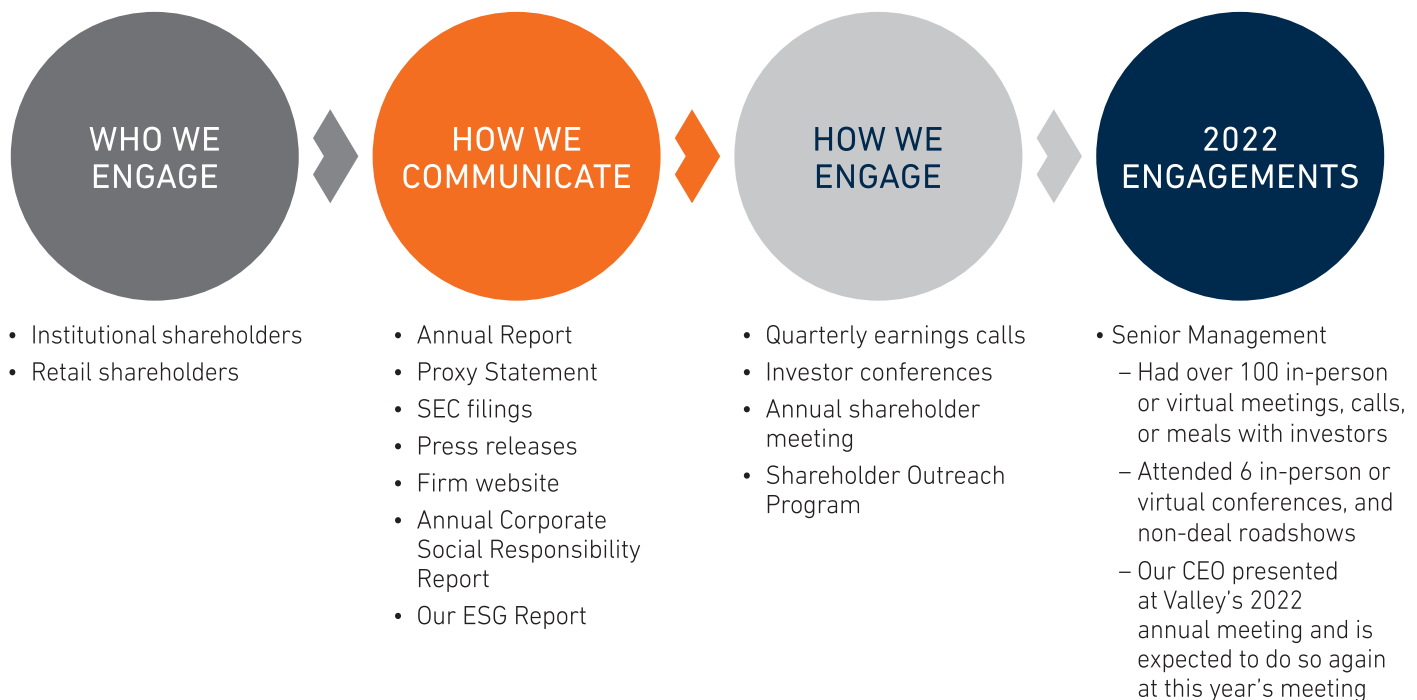 WHO WE
ENGAGE
• Institutional shareholders
• Retail shareholders
HOW WE
COMMUNICATE
• Annual Report
• Proxy Statement
• SEC filings
• Press releases
• Firm website
• Annual Corporate
Social Responsibility
Report
• Our ESG Report
HOW WE
ENGAGE
• Quarterly earnings calls
• Investor conferences
• Annual shareholder
meeting
• Shareholder Outreach
Program
2022
ENGAGEMENTS
• Senior Management
– Had over 100 in-person
or virtual meetings, calls,
or meals with investors
– Attended 6 in-person or
virtual conferences, and
non-deal roadshows
– Our CEO presented
at Valley’s 2022
annual meeting and is
expected to do so again
at this year’s meeting